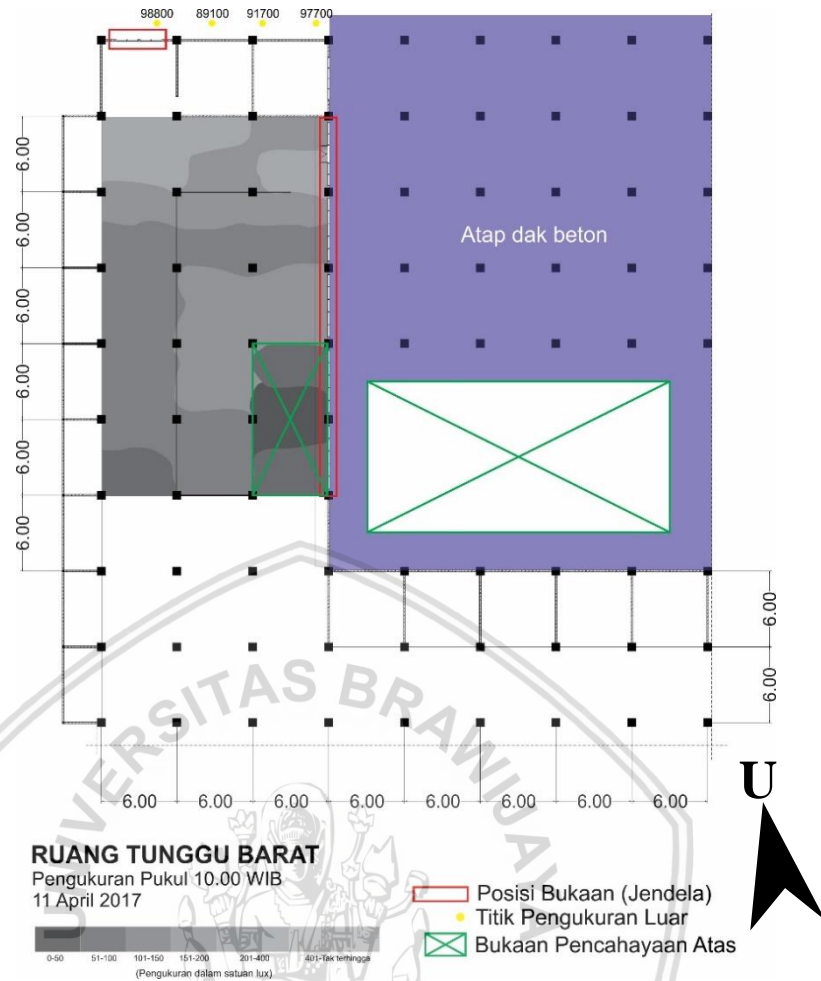 98800 89100 91700 97700
6.00
6.00
6.00
6.00
6.00
6.00
Atap dak beton
6.00
6.00
6.00 6.00 6.00 6.00 6.00 6.00 6.00 6.00
UNIVERSITAS BRAWIJAYA
U
RUANG TUNGGU BARAT
Pengukuran Pukul 10.00 WIB
11 April 2017
0-50 51-100 101-150 151-200 201-400 401-Tak terhingga
(Pengukuran dalam satuan lux)
Posisi Bukaan (Jendela)
Titik Pengukuran Luar
Bukaan Pencahayaan Atas